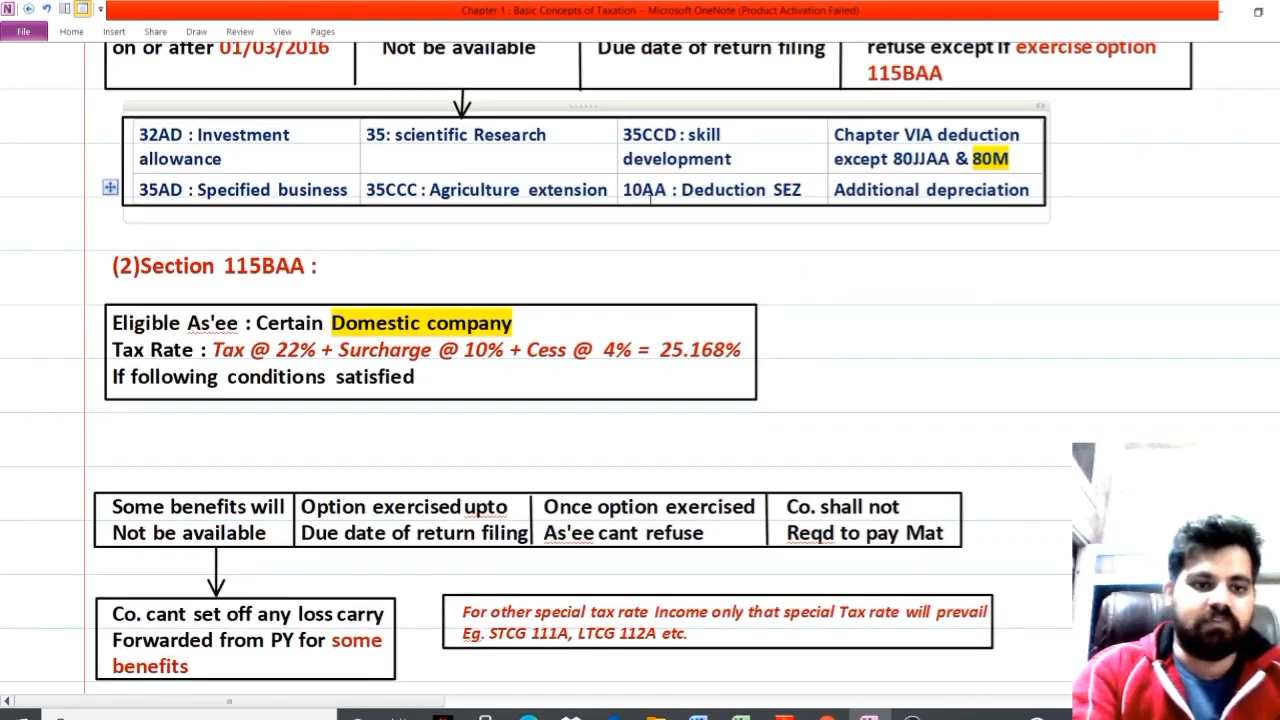 Chapter 1 : Basic Concepts of Taxation - Microsoft OneNote (Product Activation Failed)
File Home Insert Share Draw Review View Pages
on or after 01/03/2016
Not be available
Due date of return filing
refuse except if exercise option
115BAA
32AD : Investment
allowance
35: scientific Research
35CCD : skill
development
Chapter VIA deduction
except 80JJAA & 80M
35AD : Specified business
35CCC : Agriculture extension
10AA : Deduction SEZ
Additional depreciation
(2)Section 115BAA :
Eligible As'ee : Certain Domestic company
Tax Rate : Tax @ 22% + Surcharge @ 10% + Cess @ 4% = 25.168%
If following conditions satisfied
Some benefits will
Not be available
Option exercised upto
Due date of return filing
Once option exercised
As'ee cant refuse
Co. shall not
Reqd to pay Mat
Co. cant set off any loss carry
Forwarded from PY for some
benefits
For other special tax rate Income only that special Tax rate will prevail
Eg. STCG 111A, LTCG 112A etc.